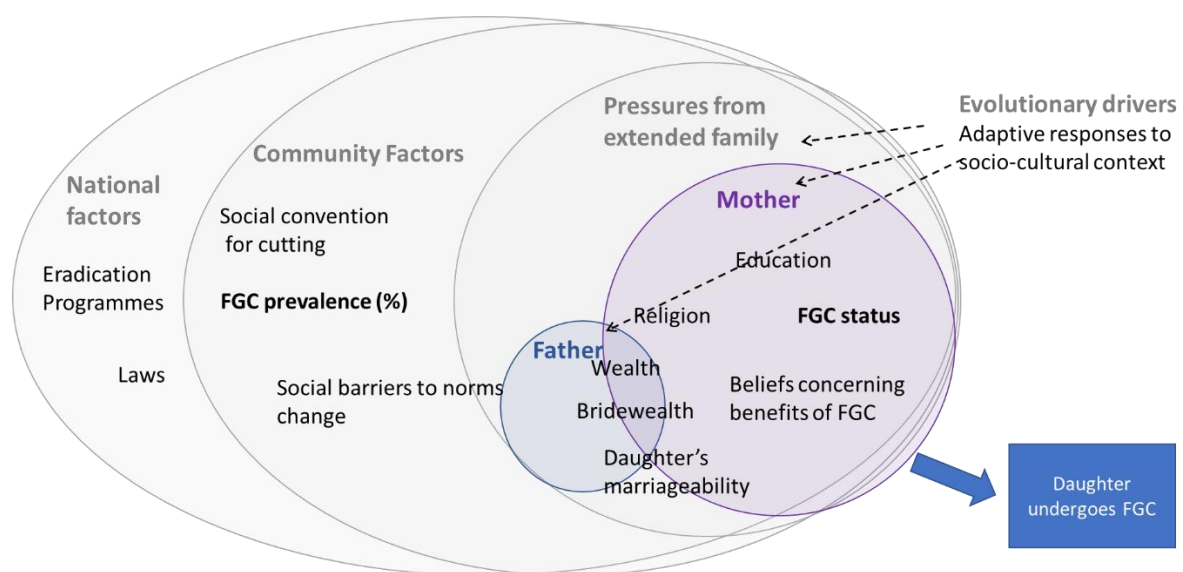 National
factors
Eradication
Programmes
Laws
Community Factors
Social convention
for cutting
FGC prevalence (%)
Social barriers to norms
change
Pressures from
extended family
Mother
Education
Religion
FGC status
Father
Wealth
Beliefs concerning
benefits of FGC
Bridewealth
Daughter's
marriageability
Evolutionary drivers
Adaptive responses to
socio-cultural context
Daughter
undergoes FGC